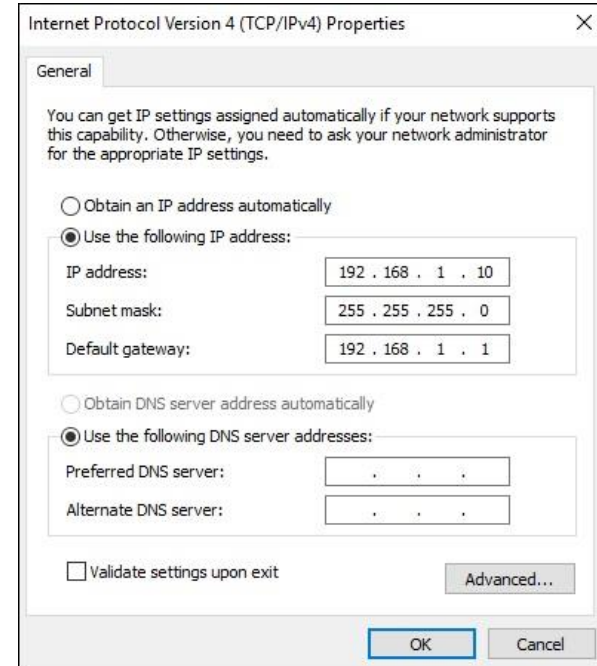 Internet Protocol Version 4 (TCP/IPv4) Properties
General
You can get IP settings assigned automatically if your network supports
this capability. Otherwise, you need to ask your network administrator
for the appropriate IP settings.
Obtain an IP address automatically
Use the following IP address:
IP address: 192 . 168 . 1 . 10
Subnet mask: 255 . 255 . 255 . 0
Default gateway: 192 . 168 . 1 . 1
Obtain DNS server address automatically
Use the following DNS server addresses:
Preferred DNS server: . . .
Alternate DNS server: . . .
Validate settings upon exit
Advanced...
OK Cancel